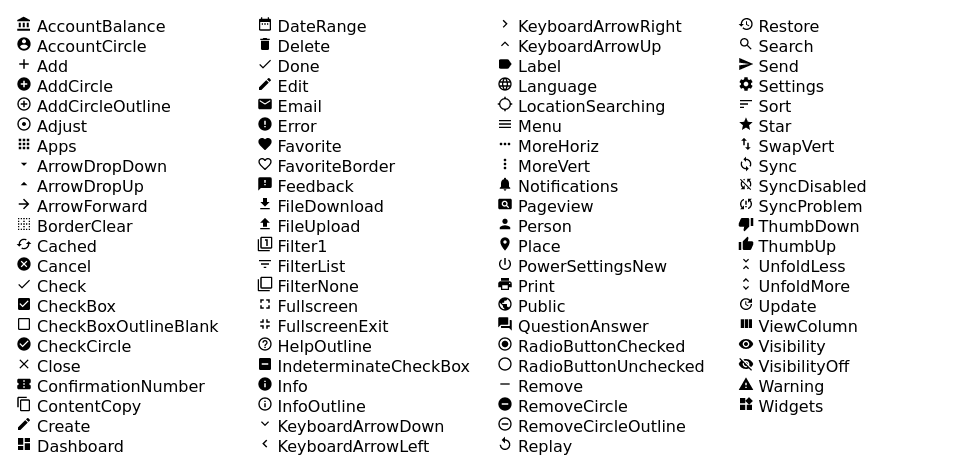 AccountBalance
AccountCircle
Add
AddCircle
AddCircleOutline
Adjust
Apps
ArrowDropDown
ArrowDropUp
ArrowForward
BorderClear
Cached
Cancel
Check
CheckBox
CheckBoxOutlineBlank
CheckCircle
Close
ConfirmationNumber
ContentCopy
Create
Dashboard
DateRange
Delete
Done
Edit
Email
Error
Favorite
FavoriteBorder
Feedback
FileDownload
FileUpload
Filter1
FilterList
FilterNone
Fullscreen
FullscreenExit
HelpOutline
IndeterminateCheckBox
Info
InfoOutline
KeyboardArrowDown
KeyboardArrowLeft
KeyboardArrowRight
KeyboardArrowUp
Label
Language
LocationSearching
Menu
MoreHoriz
MoreVert
Notifications
Pageview
Person
Place
PowerSettingsNew
Print
Public
QuestionAnswer
RadioButtonChecked
RadioButtonUnchecked
Remove
RemoveCircle
RemoveCircleOutline
Replay
Restore
Search
Send
Settings
Sort
Star
SwapVert
Sync
SyncDisabled
SyncProblem
ThumbDown
ThumbUp
UnfoldLess
UnfoldMore
Update
ViewColumn
Visibility
VisibilityOff
Warning
Widgets